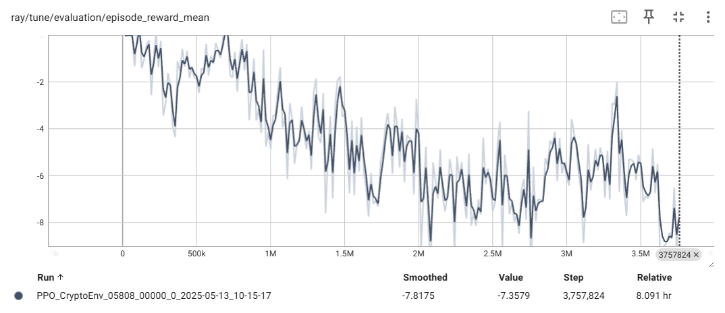 ray/tune/evaluation/episode_reward_mean
-2
-4
-6
-8
0 500k 1M 1.5M 2M 2.5M 3M 3.5M 3757824 ×
Run ↑ Smoothed Value Step Relative
PPO_CryptoEnv_05808_00000_0_2025-05-13_10-15-17 -7.8175 -7.3579 3,757,824 8.091 hr